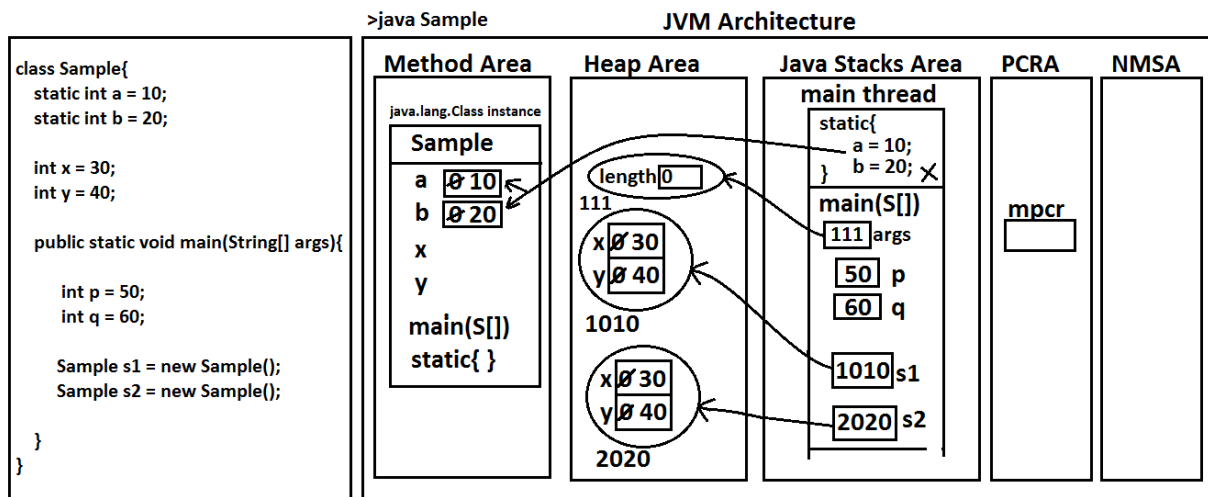 >java Sample
JVM Architecture
class Sample{
static int a = 10;
static int b = 20;
int x = 30;
int y = 40;
public static void main(String[] args){
int p = 50;
int q = 60;
Sample s1 = new Sample();
Sample s2 = new Sample();
}
}
Method Area
java.lang.Class instance
Sample
a 0 10
b 0 20
x
y
main(S[])
static{ }
Heap Area
length 0
111
x 0 30
y 0 40
1010
x 0 30
y 0 40
2020
Java Stacks Area
main thread
static{
a = 10;
b = 20;
}
main(S[])
111 args
50 p
60 q
1010 s1
2020 s2
PCRA
mpcr
NMSA